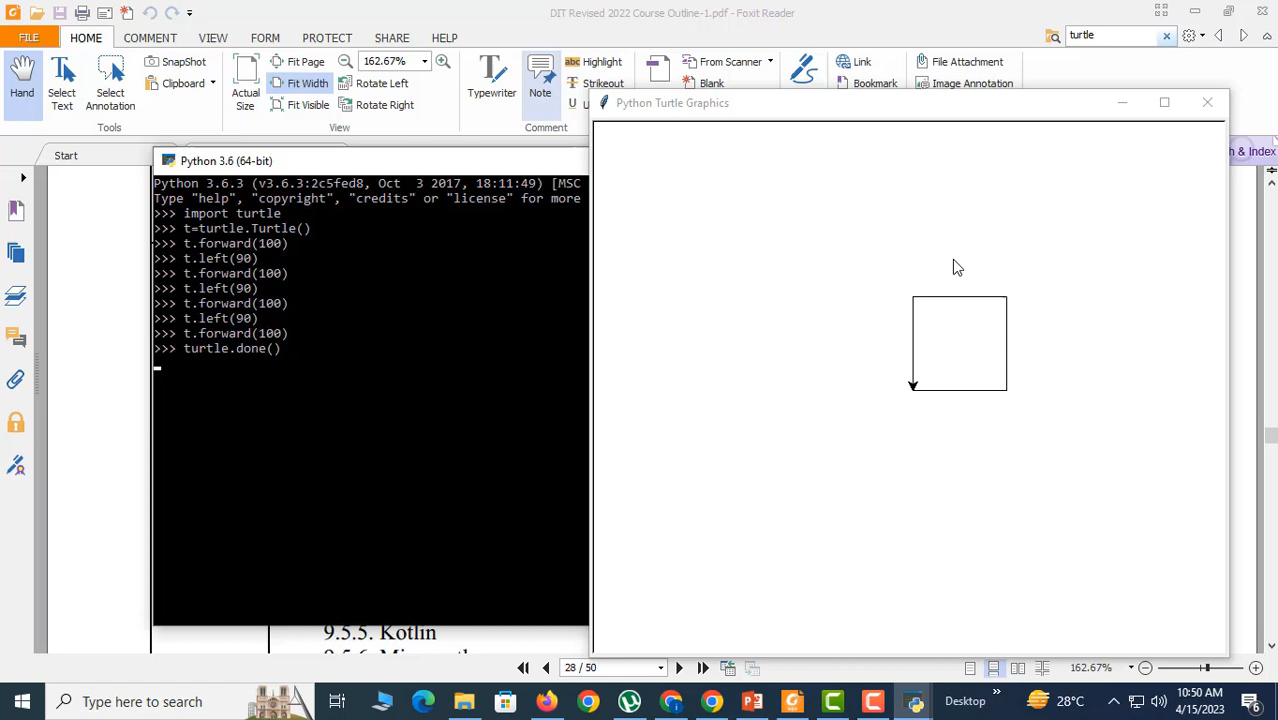 DIT Revised 2022 Course Outline-1.pdf - Foxit Reader
FILE HOME COMMENT VIEW FORM PROTECT SHARE HELP turtle
Hand
Select Text
Select Annotation
SnapShot
Clipboard
Tools
Actual Size
Fit Page
Fit Width
Fit Visible
162.67%
Rotate Left
Rotate Right
View
Typewriter
Note
Highlight
Strikeout
U
Comment
From Scanner
Blank
Link
Bookmark
File Attachment
Image Annotation
Start
h & Index
Python 3.6 (64-bit)
Python 3.6.3 (v3.6.3:2c5fed8, Oct  3 2017, 18:11:49) [MSC
Type "help", "copyright", "credits" or "license" for more
>>> import turtle
>>> t=turtle.Turtle()
>>> t.forward(100)
>>> t.left(90)
>>> t.forward(100)
>>> t.left(90)
>>> t.forward(100)
>>> t.left(90)
>>> t.forward(100)
>>> turtle.done()
Python Turtle Graphics
9.5.5. Kotlin
9.5.6.
28 / 50
162.67%
Type here to search
Desktop
28°C
10:50 AM
4/15/2023
6